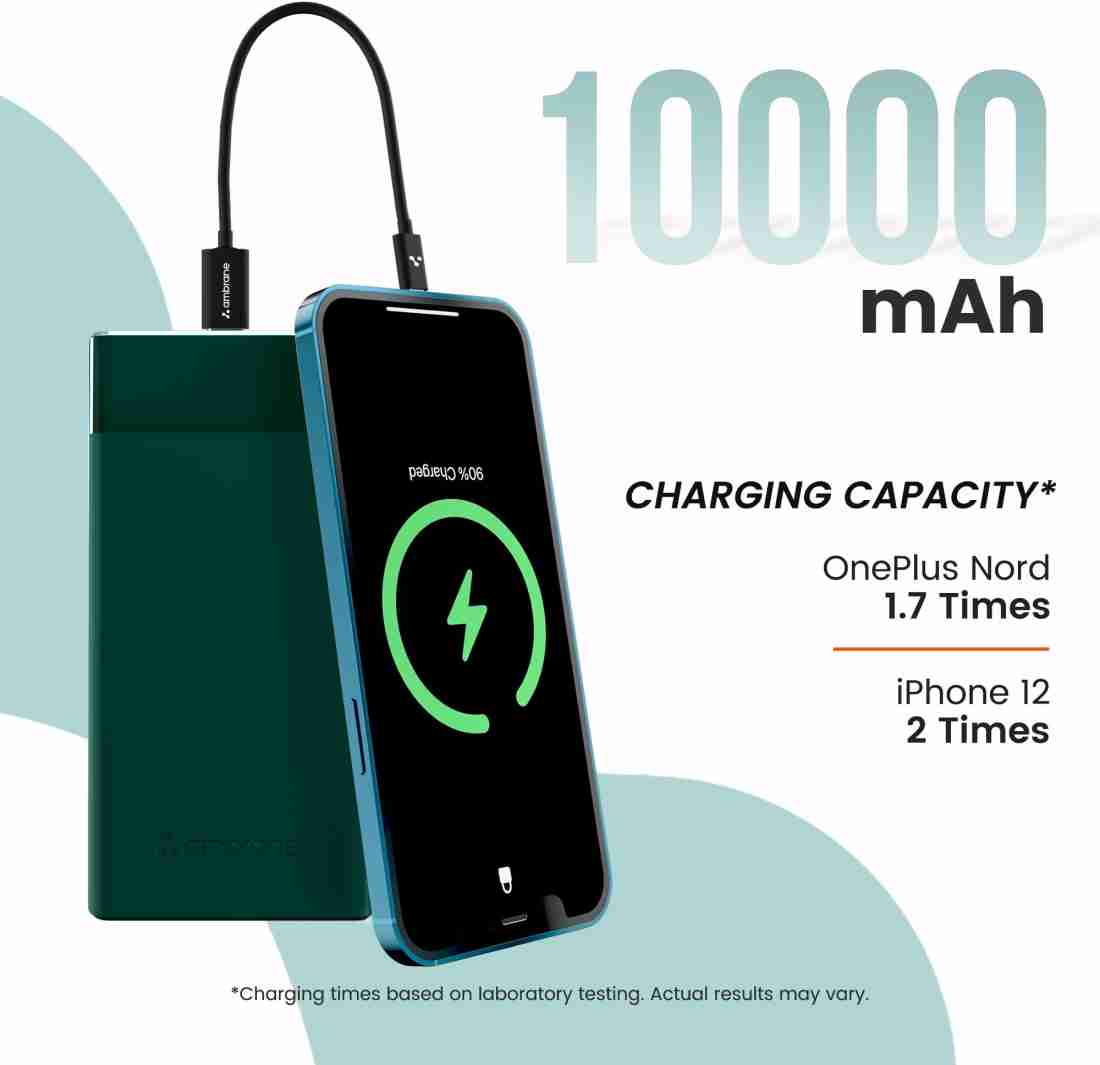 10000
mAh
ambrane
90% Charged
CHARGING CAPACITY*
OnePlus Nord
1.7 Times
iPhone 12
2 Times
ambrane
*Charging times based on laboratory testing. Actual results may vary.